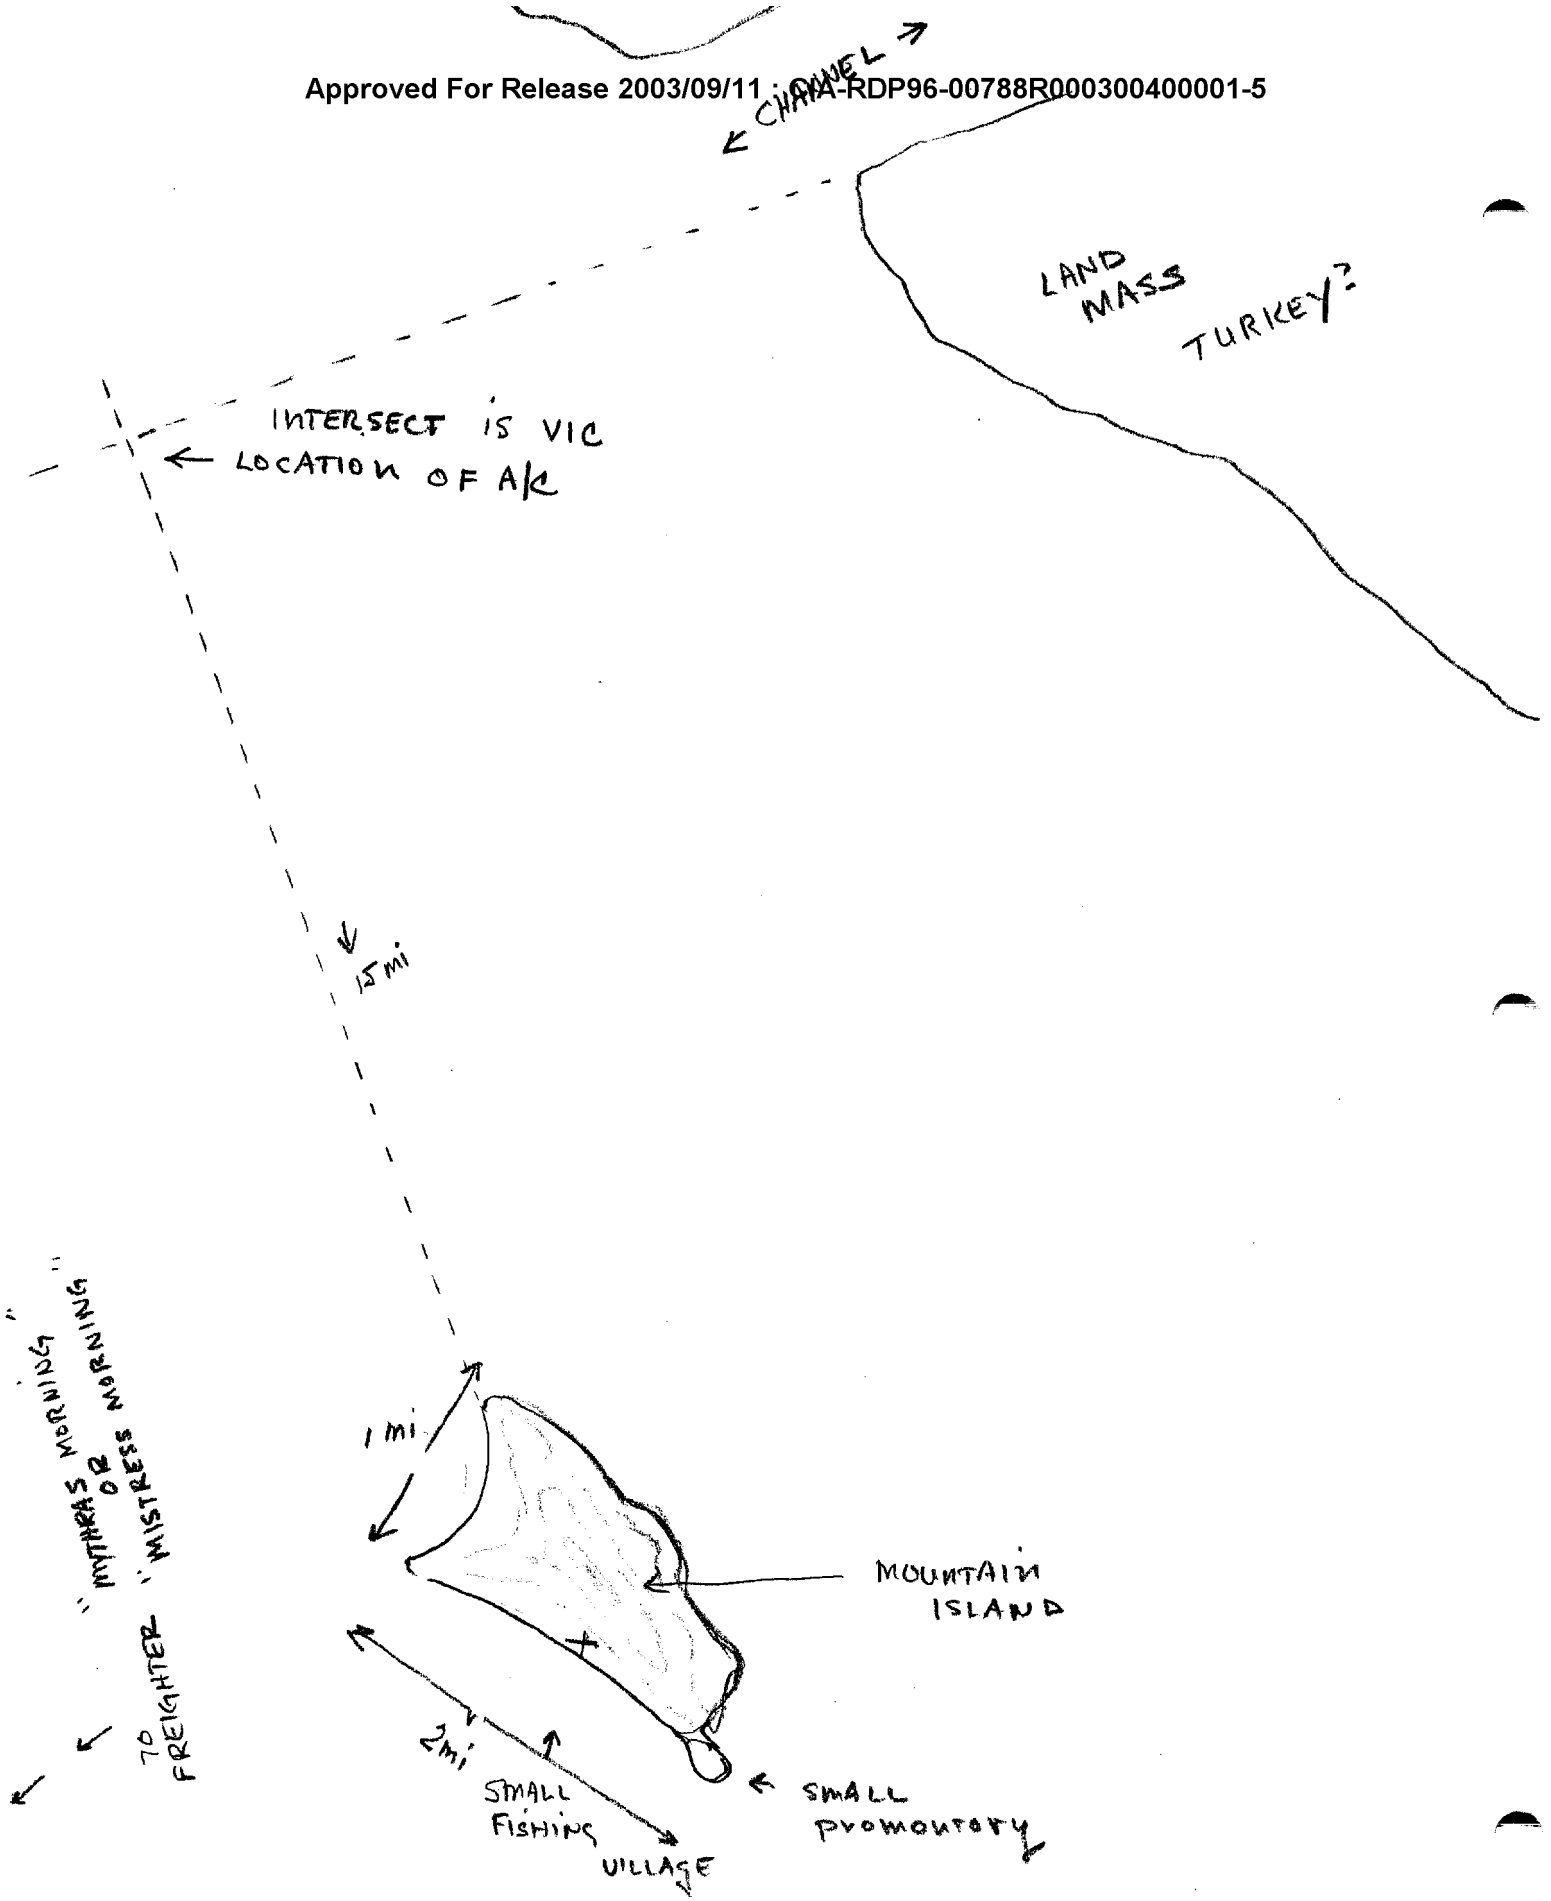 CHANNEL
Approved For Release 2003/09/11 : CIA-RDP96-00788R000300400001-5
LAND
MASS
TURKEY?
INTERSECT is VIC
LOCATION OF A/C
15 mi
"MYTHRAS MORNING"
OR
"MISTRESS MORNING"
TO
FREIGHTER
1 mi
MOUNTAIN
ISLAND
2 mi
SMALL
FISHING
VILLAGE
SMALL
promontory